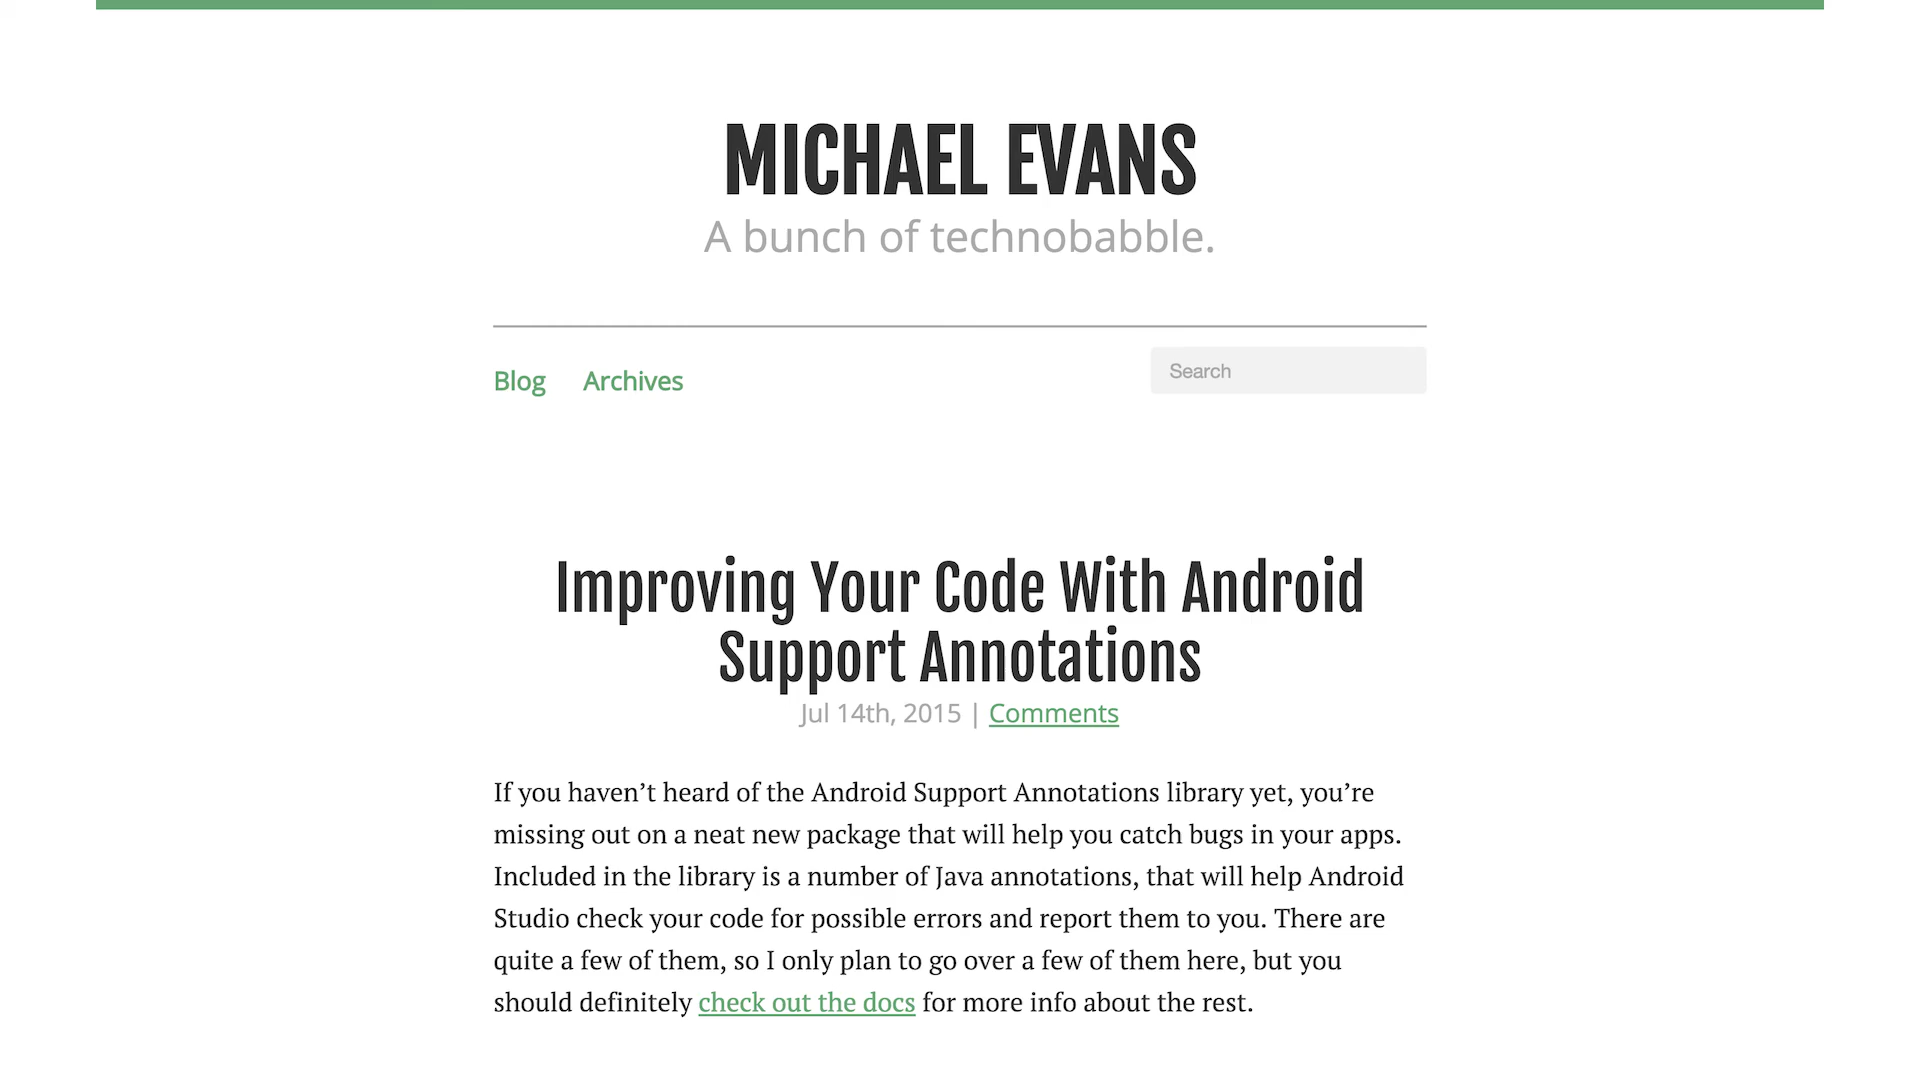 MICHAEL EVANS
A bunch of technobabble.
Blog Archives Search
Improving Your Code With Android
Support Annotations
Jul 14th, 2015 | Comments
If you haven’t heard of the Android Support Annotations library yet, you’re
missing out on a neat new package that will help you catch bugs in your apps.
Included in the library is a number of Java annotations, that will help Android
Studio check your code for possible errors and report them to you. There are
quite a few of them, so I only plan to go over a few of them here, but you
should definitely check out the docs for more info about the rest.